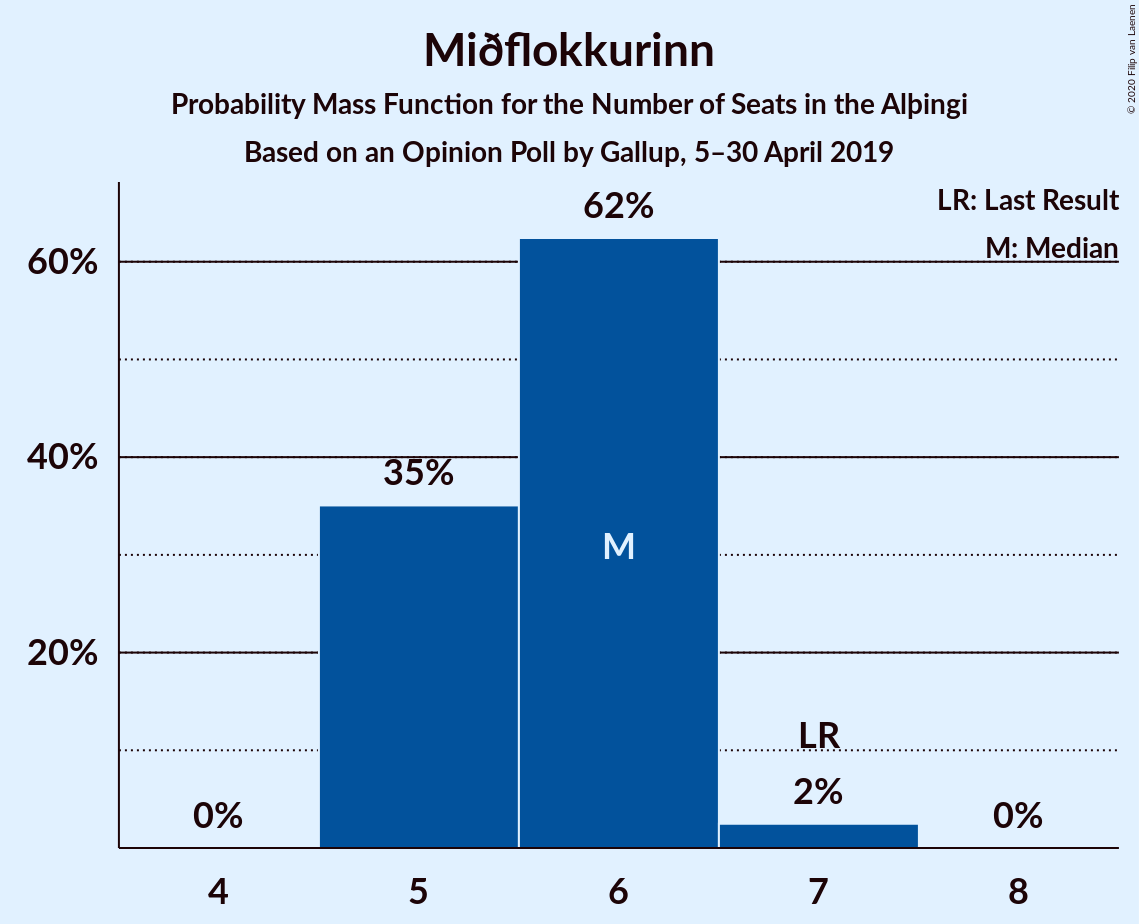 Miðflokkurinn
Probability Mass Function for the Number of Seats in the Alþingi
Based on an Opinion Poll by Gallup, 5–30 April 2019
© 2020 Filip van Laenen
LR: Last Result
M: Median
62%
60%
40%
35%
M
20%
LR
2%
0%
0%
4 5 6 7 8